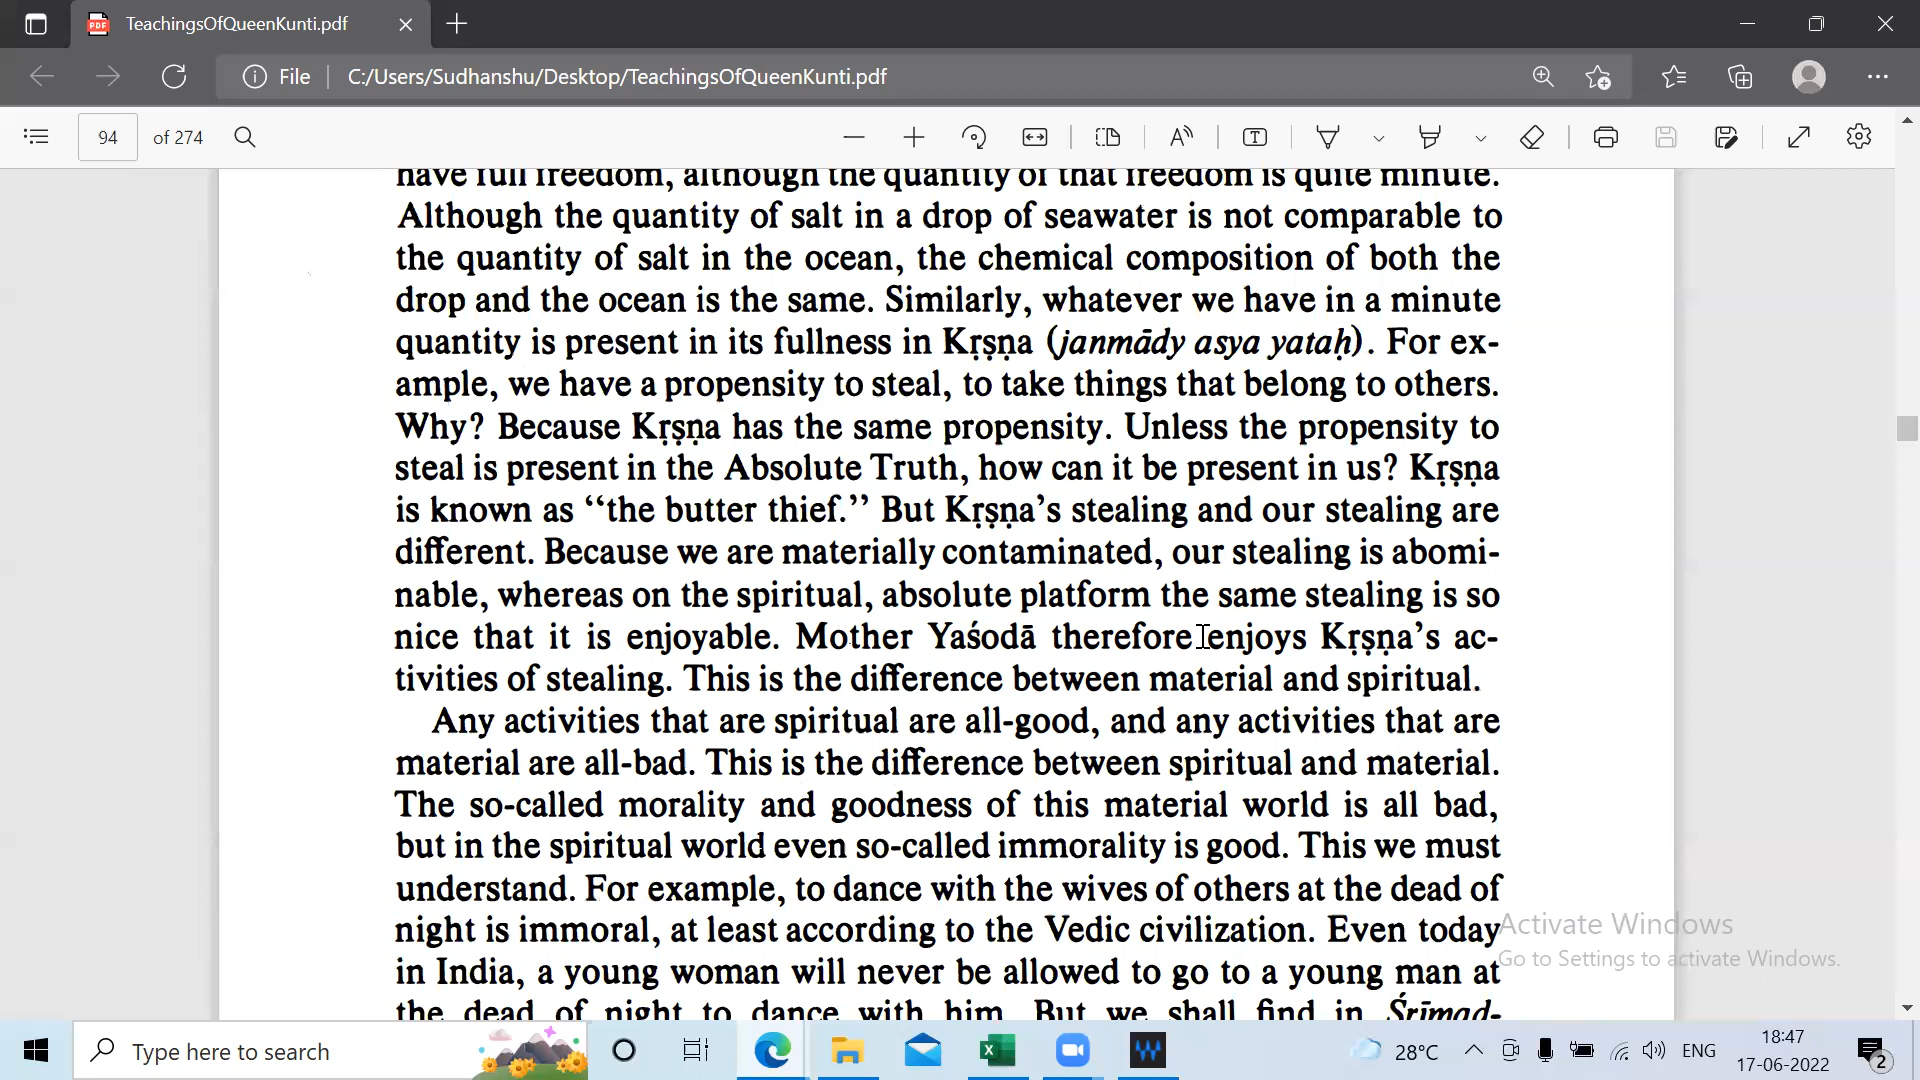 TeachingsOfQueenKunti.pdf
File
C:/Users/Sudhanshu/Desktop/TeachingsOfQueenKunti.pdf
94 of 274
have full freedom, although the quantity of that freedom is quite minute.
Although the quantity of salt in a drop of seawater is not comparable to
the quantity of salt in the ocean, the chemical composition of both the
drop and the ocean is the same. Similarly, whatever we have in a minute
quantity is present in its fullness in Kṛṣṇa (janmādy asya yataḥ). For ex-
ample, we have a propensity to steal, to take things that belong to others.
Why? Because Kṛṣṇa has the same propensity. Unless the propensity to
steal is present in the Absolute Truth, how can it be present in us? Kṛṣṇa
is known as “the butter thief.” But Kṛṣṇa’s stealing and our stealing are
different. Because we are materially contaminated, our stealing is abomi-
nable, whereas on the spiritual, absolute platform the same stealing is so
nice that it is enjoyable. Mother Yaśodā therefore enjoys Kṛṣṇa’s ac-
tivities of stealing. This is the difference between material and spiritual.
Any activities that are spiritual are all-good, and any activities that are
material are all-bad. This is the difference between spiritual and material.
The so-called morality and goodness of this material world is all bad,
but in the spiritual world even so-called immorality is good. This we must
understand. For example, to dance with the wives of others at the dead of
night is immoral, at least according to the Vedic civilization. Even today
in India, a young woman will never be allowed to go to a young man at
the dead of night to dance with him. But we shall find in Śrīmad-
Activate Windows
Go to Settings to activate Windows.
Type here to search
28°C
ENG
18:47
17-06-2022
2